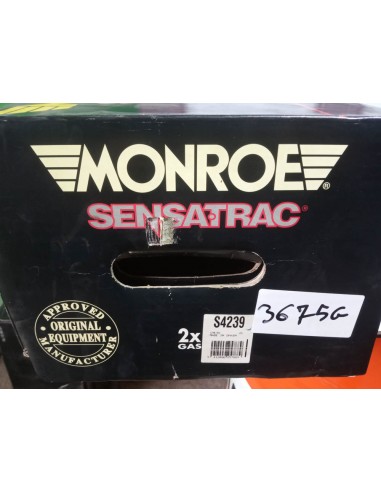 MONROE®
SENSATRAC®
APPROVED
ORIGINAL
EQUIPMENT
MANUFACTURER
2x
GAS
S4239
3675G